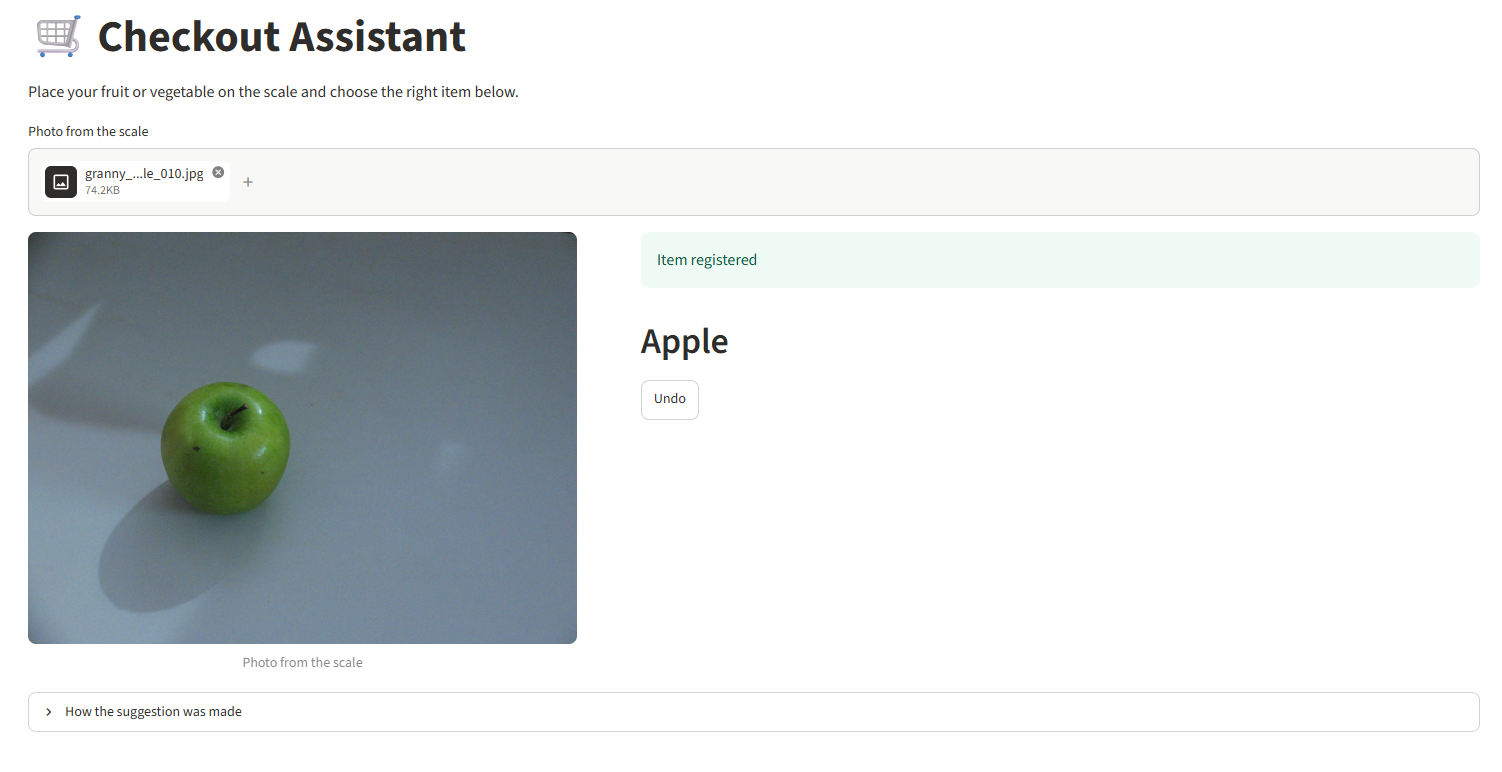 Checkout Assistant
Place your fruit or vegetable on the scale and choose the right item below.
Photo from the scale
granny_...le_010.jpg
74.2KB
Item registered
Apple
Undo
Photo from the scale
How the suggestion was made